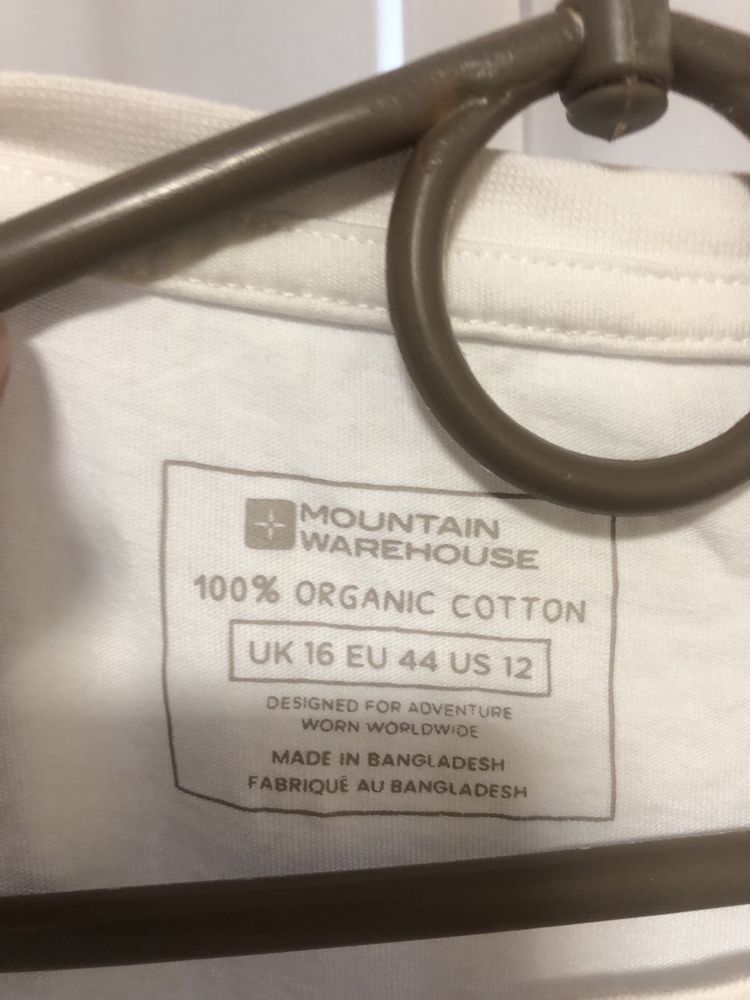 MOUNTAIN
WAREHOUSE
100% ORGANIC COTTON
UK 16 EU 44 US 12
DESIGNED FOR ADVENTURE
WORN WORLDWIDE
MADE IN BANGLADESH
FABRIQUÉ AU BANGLADESH